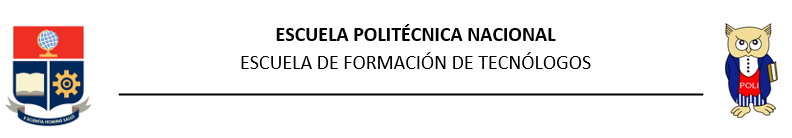 ESCUELA POLITÉCNICA NACIONAL
ESCUELA DE FORMACIÓN DE TECNÓLOGOS
POLI